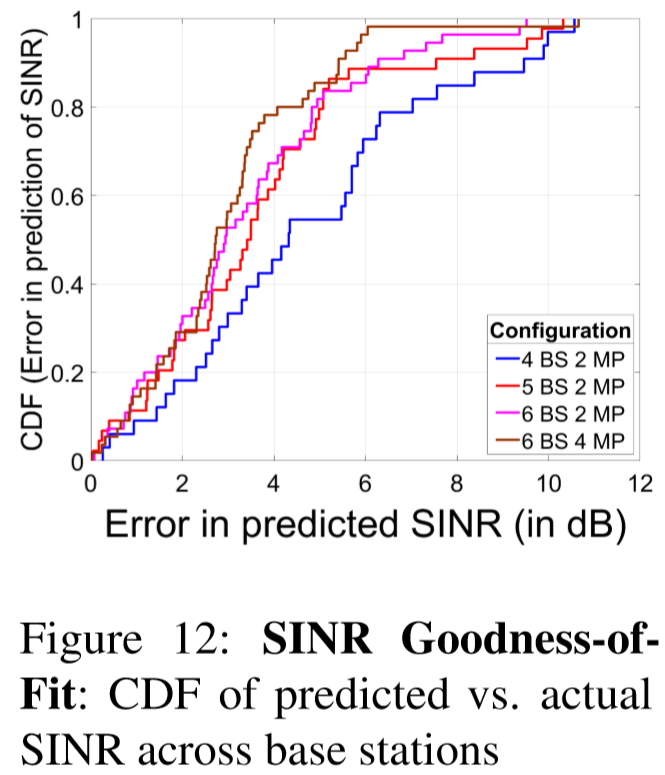 1
0.8
0.6
0.4
0.2
0
CDF (Error in prediction of SINR)
Configuration
4 BS 2 MP
5 BS 2 MP
6 BS 2 MP
6 BS 4 MP
0 2 4 6 8 10 12
Error in predicted SINR (in dB)
Figure 12: SINR Goodness-of-
Fit: CDF of predicted vs. actual
SINR across base stations